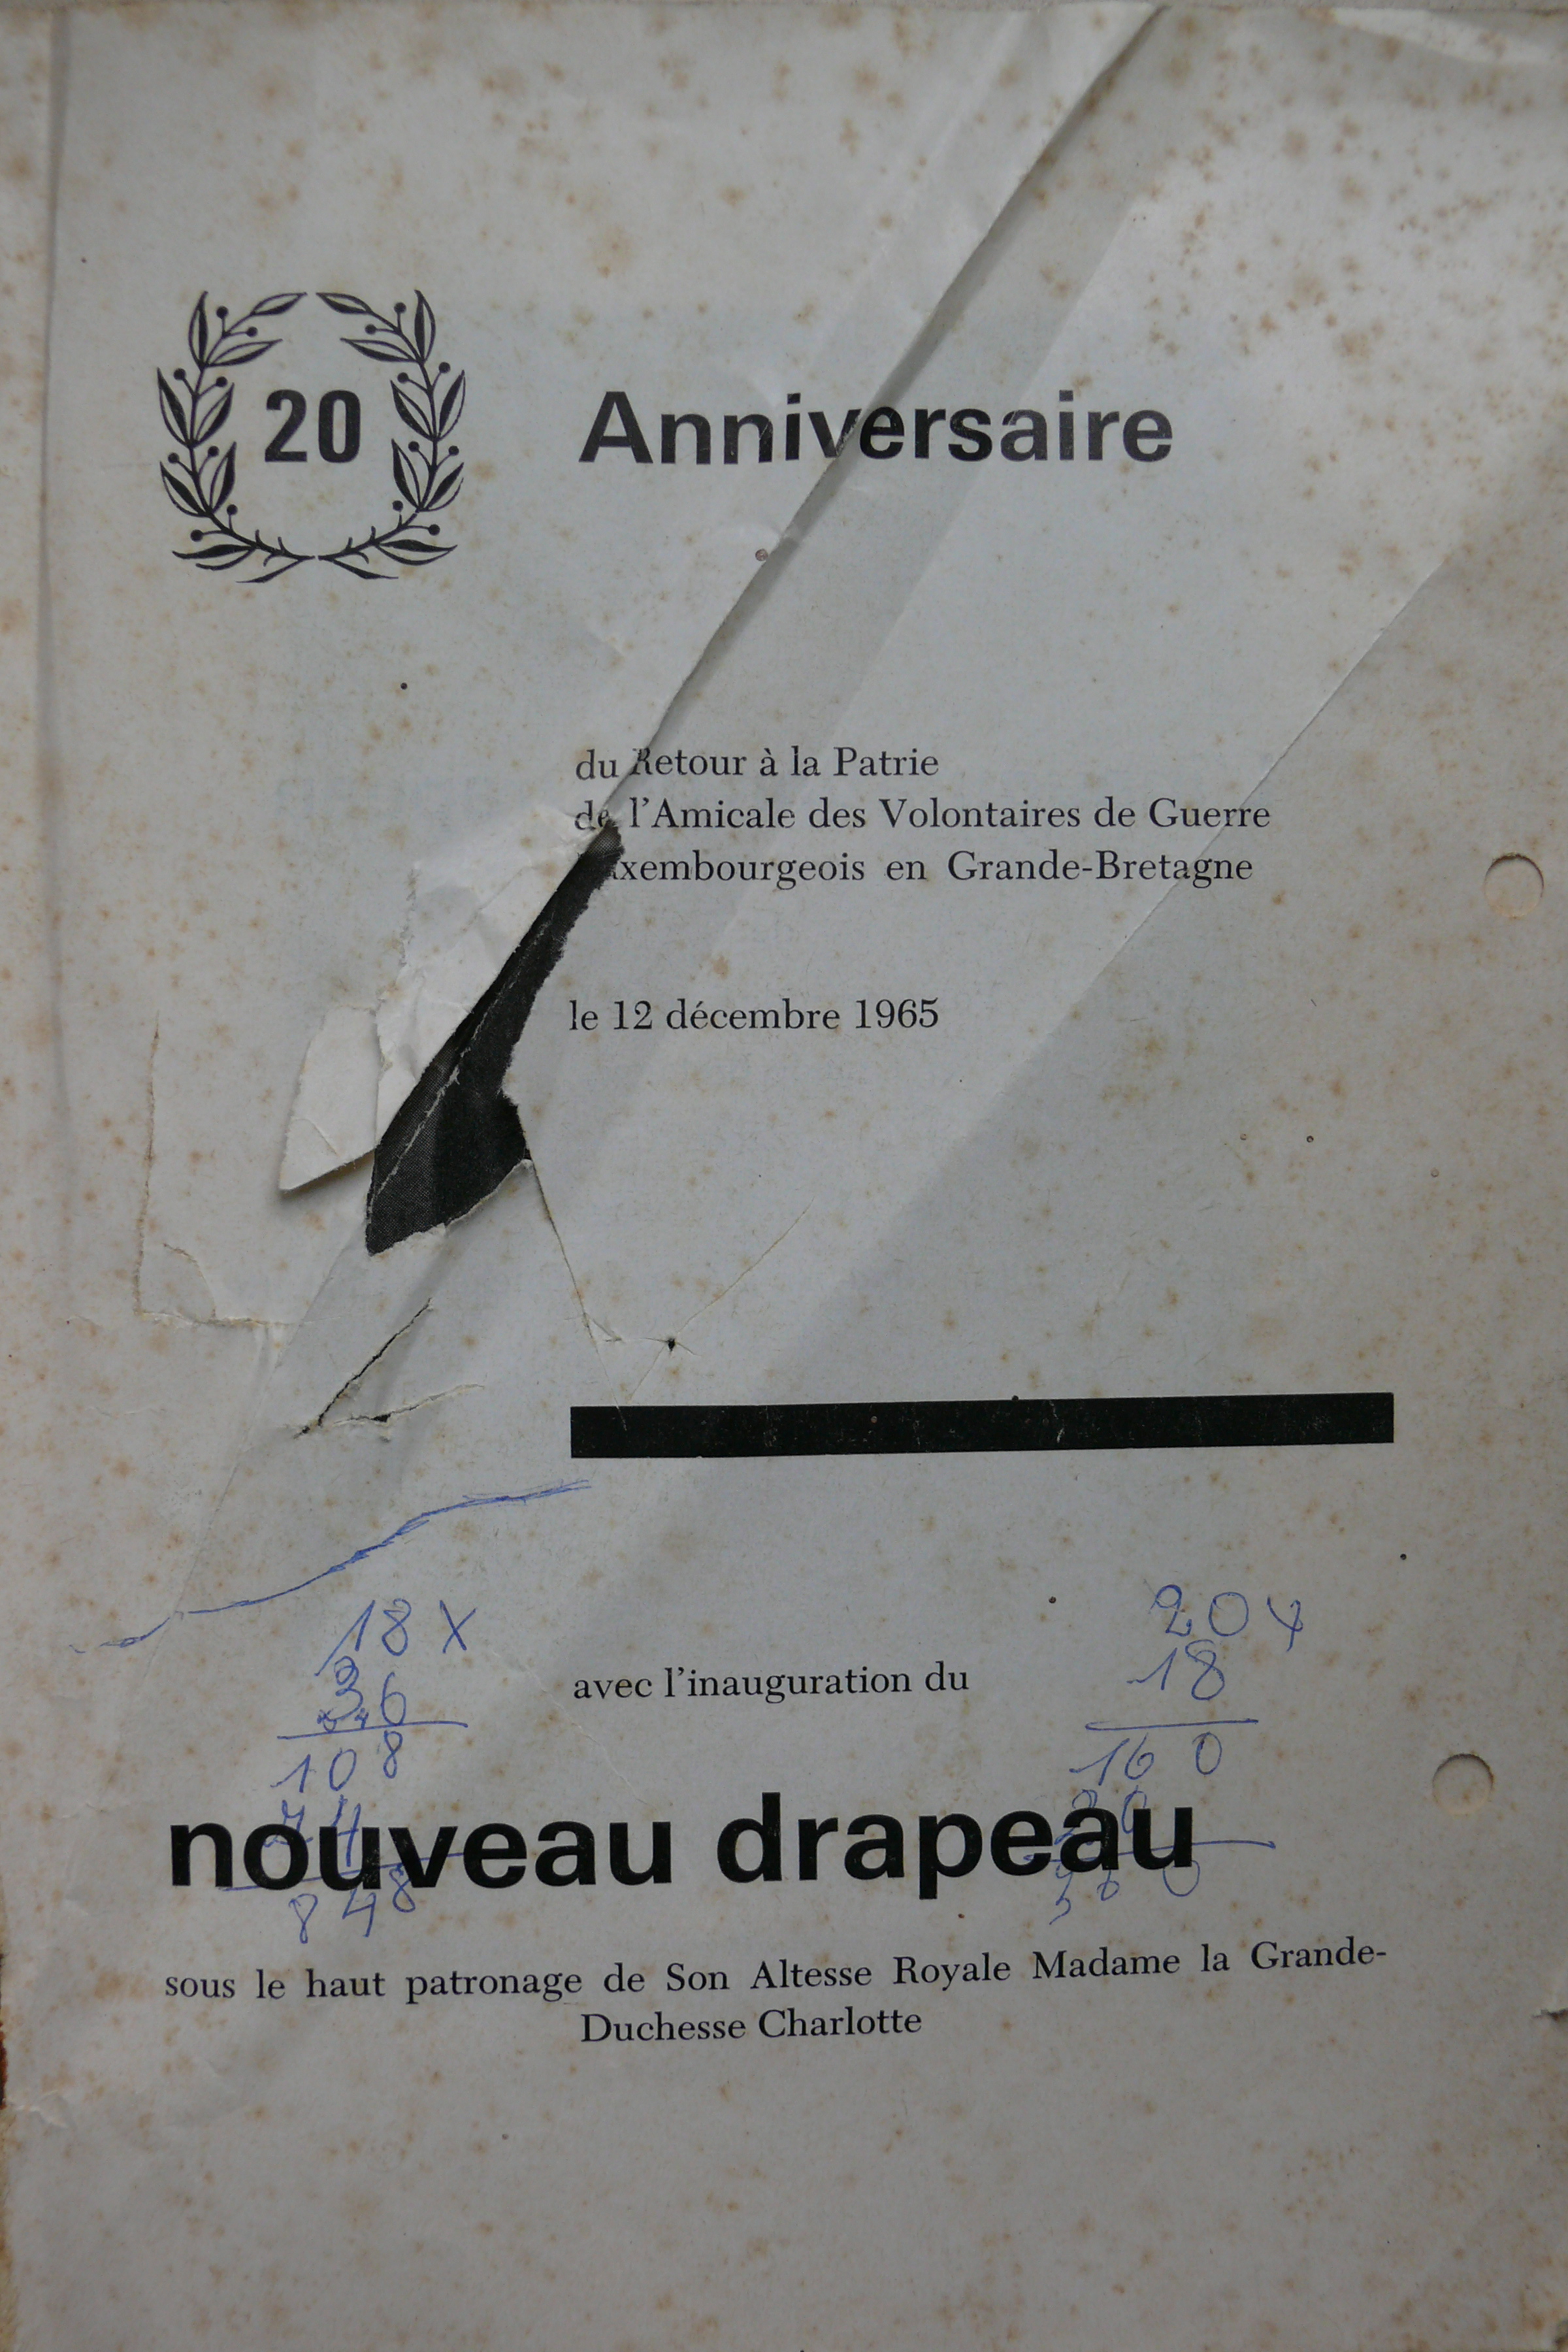 20 Anniversaire
du Retour à la Patrie
de l'Amicale des Volontaires de Guerre
Luxembourgeois en Grande-Bretagne
le 12 décembre 1965
18 x
36
108
848
avec l'inauguration du
20 x
18
160
nouveau drapeau
sous le haut patronage de Son Altesse Royale Madame la Grande-
Duchesse Charlotte